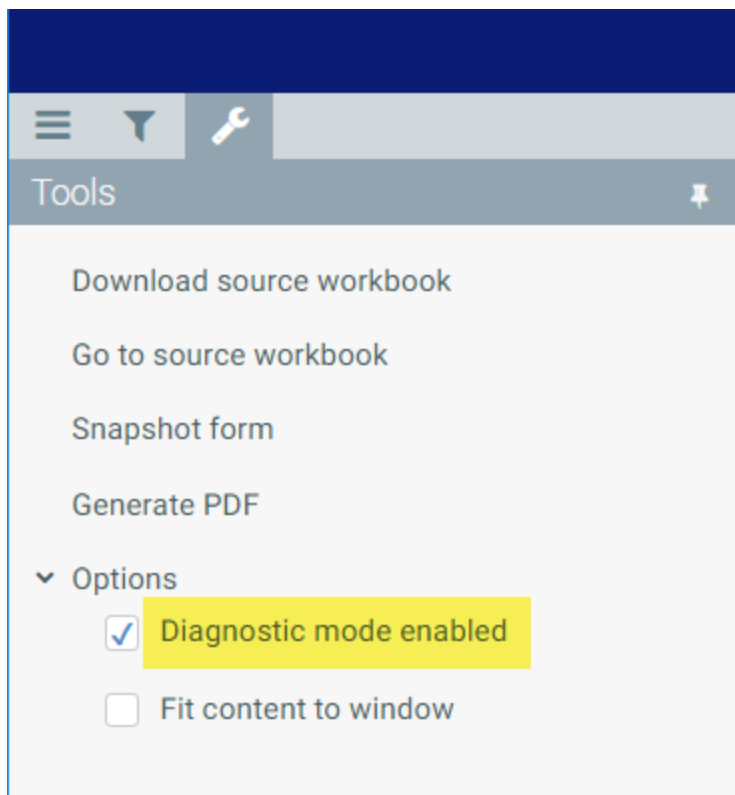 Tools
Download source workbook
Go to source workbook
Snapshot form
Generate PDF
Options
Diagnostic mode enabled
Fit content to window